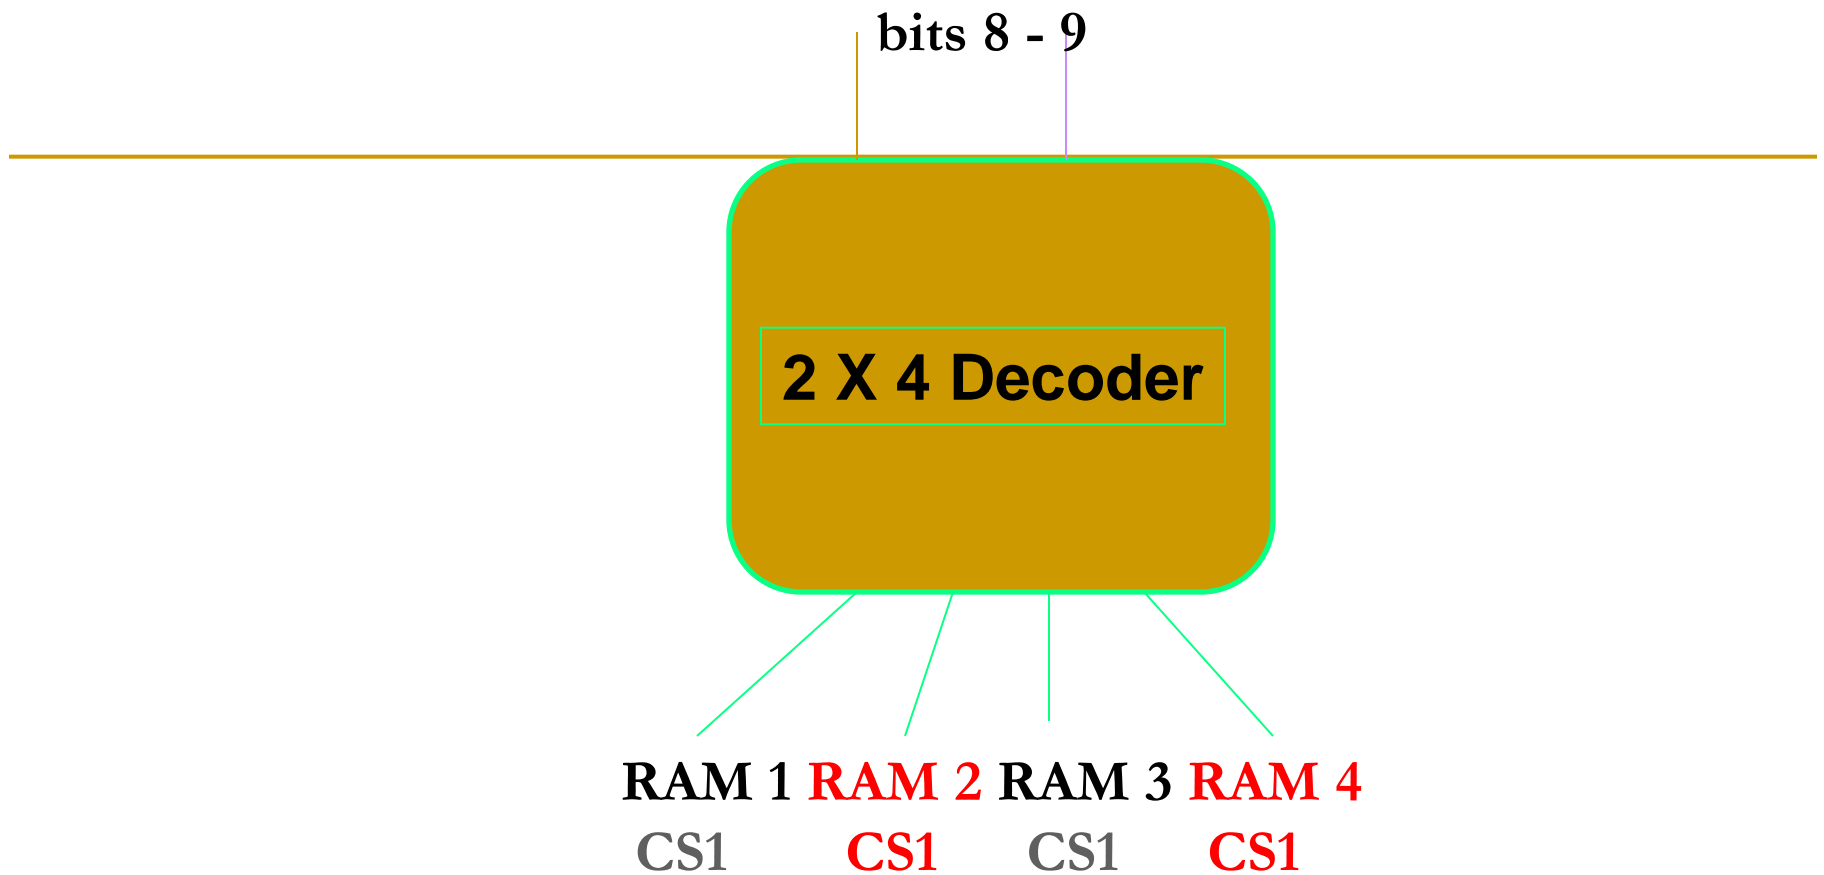 bits 8 - 9
2 X 4 Decoder
RAM 1 RAM 2 RAM 3 RAM 4
CS1 CS1 CS1 CS1